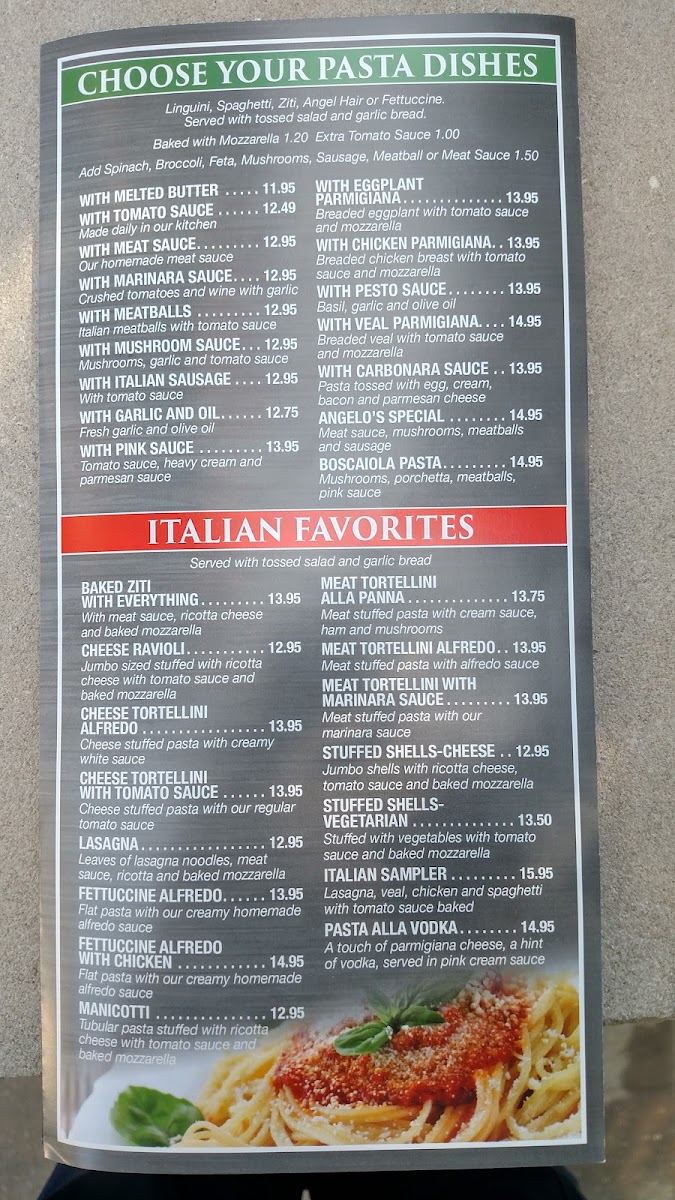 CHOOSE YOUR PASTA DISHES
Linguini, Spaghetti, Ziti, Angel Hair or Fettuccine.
Served with tossed salad and garlic bread.
Baked with Mozzarella 1.20 Extra Tomato Sauce 1.00
Add Spinach, Broccoli, Feta, Mushrooms, Sausage, Meatball or Meat Sauce 1.50
WITH MELTED BUTTER ..... 11.95
WITH TOMATO SAUCE ...... 12.49
Made daily in our kitchen
WITH MEAT SAUCE......... 12.95
Our homemade meat sauce
WITH MARINARA SAUCE.... 12.95
Crushed tomatoes and wine with garlic
WITH MEATBALLS ......... 12.95
Italian meatballs with tomato sauce
WITH MUSHROOM SAUCE... 12.95
Mushrooms, garlic and tomato sauce
WITH ITALIAN SAUSAGE .... 12.95
With tomato sauce
WITH GARLIC AND OIL...... 12.75
Fresh garlic and olive oil
WITH PINK SAUCE ......... 13.95
Tomato sauce, heavy cream and
parmesan sauce
WITH EGGPLANT
PARMIGIANA.............. 13.95
Breaded eggplant with tomato sauce
and mozzarella
WITH CHICKEN PARMIGIANA.. 13.95
Breaded chicken breast with tomato
sauce and mozzarella
WITH PESTO SAUCE........ 13.95
Basil, garlic and olive oil
WITH VEAL PARMIGIANA.... 14.95
Breaded veal with tomato sauce
and mozzarella
WITH CARBONARA SAUCE .. 13.95
Pasta tossed with egg, cream,
bacon and parmesan cheese
ANGELO'S SPECIAL ........ 14.95
Meat sauce, mushrooms, meatballs
and sausage
BOSCAIOLA PASTA......... 14.95
Mushrooms, porchetta, meatballs,
pink sauce
ITALIAN FAVORITES
Served with tossed salad and garlic bread
BAKED ZITI
WITH EVERYTHING......... 13.95
With meat sauce, ricotta cheese
and baked mozzarella
CHEESE RAVIOLI........... 12.95
Jumbo sized stuffed with ricotta
cheese with tomato sauce and
baked mozzarella
CHEESE TORTELLINI
ALFREDO ................. 13.95
Cheese stuffed pasta with creamy
white sauce
CHEESE TORTELLINI
WITH TOMATO SAUCE ...... 13.95
Cheese stuffed pasta with our regular
tomato sauce
LASAGNA................. 12.95
Leaves of lasagna noodles, meat
sauce, ricotta and baked mozzarella
FETTUCCINE ALFREDO...... 13.95
Flat pasta with our creamy homemade
alfredo sauce
FETTUCCINE ALFREDO
WITH CHICKEN ............ 14.95
Flat pasta with our creamy homemade
alfredo sauce
MANICOTTI ............... 12.95
Tubular pasta stuffed with ricotta
cheese with tomato sauce and
baked mozzarella
MEAT TORTELLINI
ALLA PANNA .............. 13.75
Meat stuffed pasta with cream sauce,
ham and mushrooms
MEAT TORTELLINI ALFREDO.. 13.95
Meat stuffed pasta with alfredo sauce
MEAT TORTELLINI WITH
MARINARA SAUCE......... 13.95
Meat stuffed pasta with our
marinara sauce
STUFFED SHELLS-CHEESE .. 12.95
Jumbo shells with ricotta cheese,
tomato sauce and baked mozzarella
STUFFED SHELLS-
VEGETARIAN .............. 13.50
Stuffed with vegetables with tomato
sauce and baked mozzarella
ITALIAN SAMPLER ......... 15.95
Lasagna, veal, chicken and spaghetti
with tomato sauce baked
PASTA ALLA VODKA........ 14.95
A touch of parmigiana cheese, a hint
of vodka, served in pink cream sauce